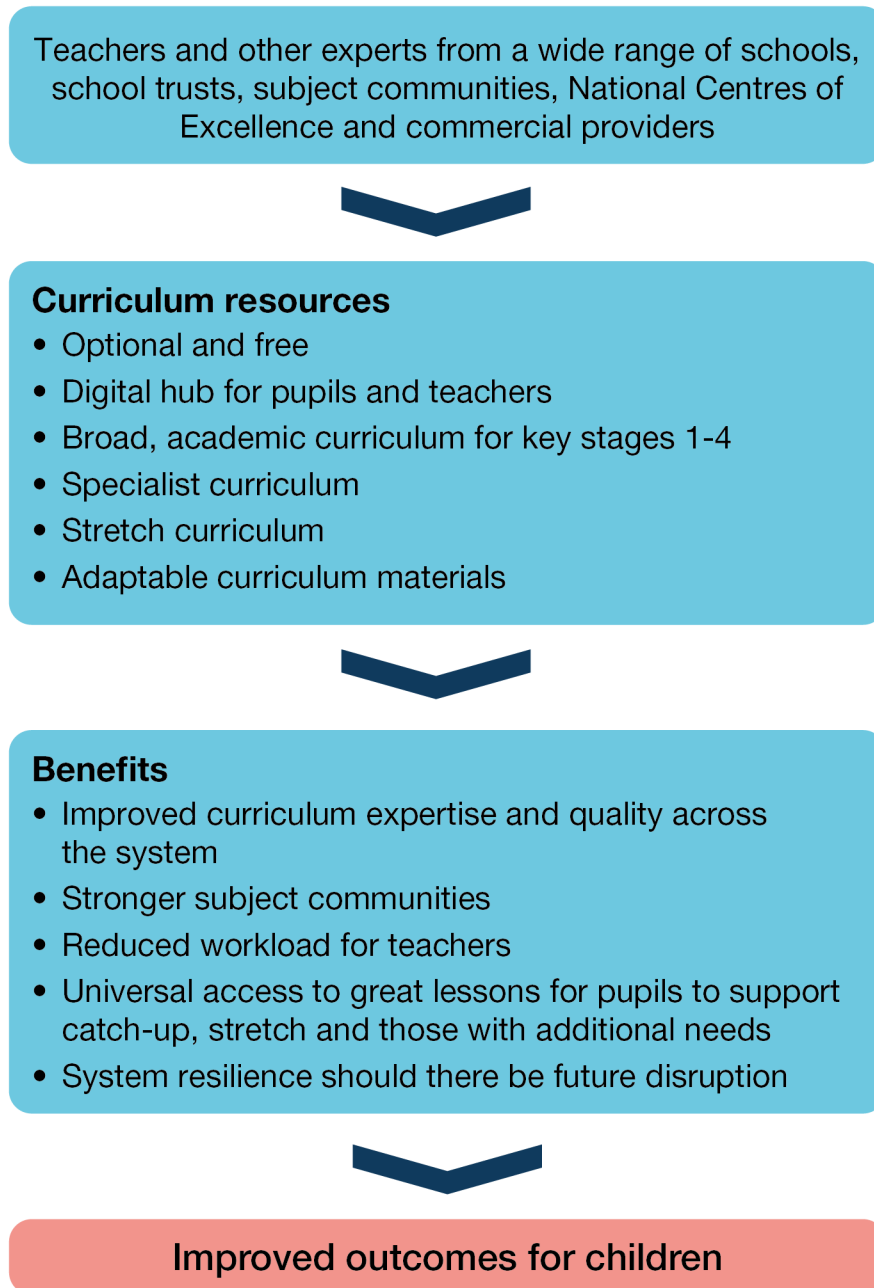 Teachers and other experts from a wide range of schools,
school trusts, subject communities, National Centres of
Excellence and commercial providers
Curriculum resources
• Optional and free
• Digital hub for pupils and teachers
• Broad, academic curriculum for key stages 1-4
• Specialist curriculum
• Stretch curriculum
• Adaptable curriculum materials
Benefits
• Improved curriculum expertise and quality across
the system
• Stronger subject communities
• Reduced workload for teachers
• Universal access to great lessons for pupils to support
catch-up, stretch and those with additional needs
• System resilience should there be future disruption
Improved outcomes for children